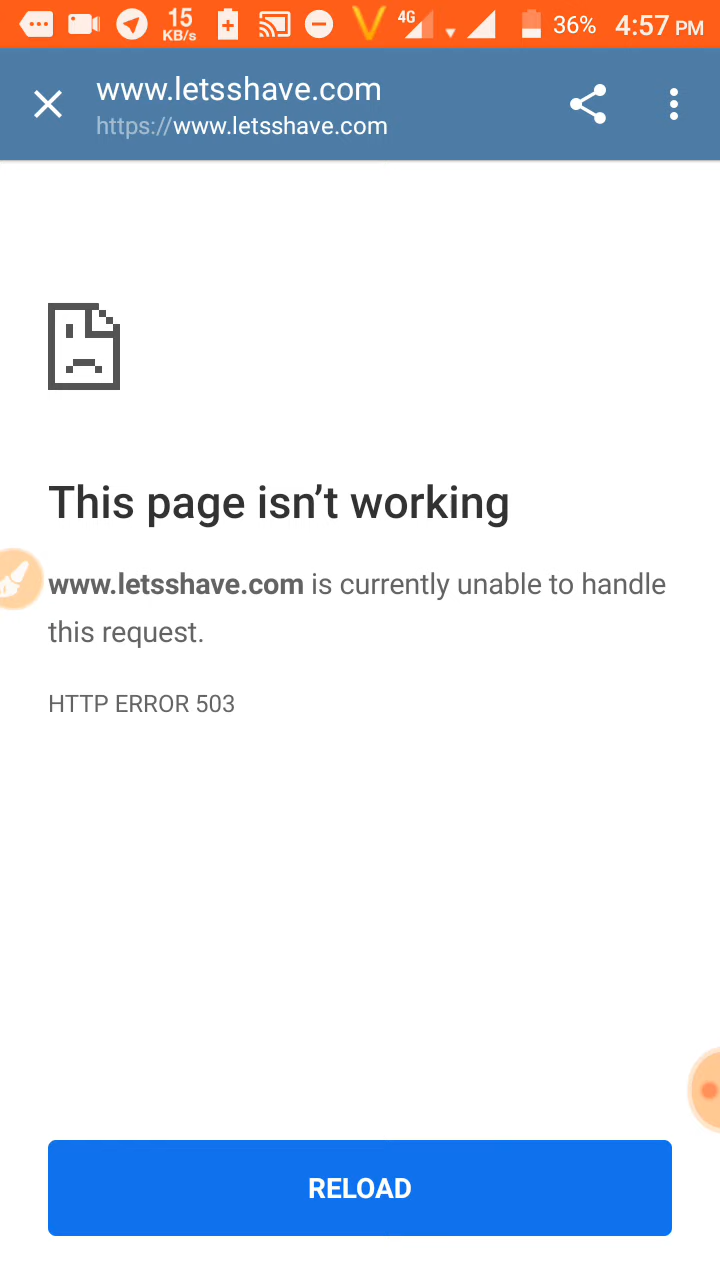 15
KB/s
4G
36%
4:57 PM
www.letsshave.com
https://www.letsshave.com
This page isn’t working
www.letsshave.com is currently unable to handle
this request.
HTTP ERROR 503
RELOAD